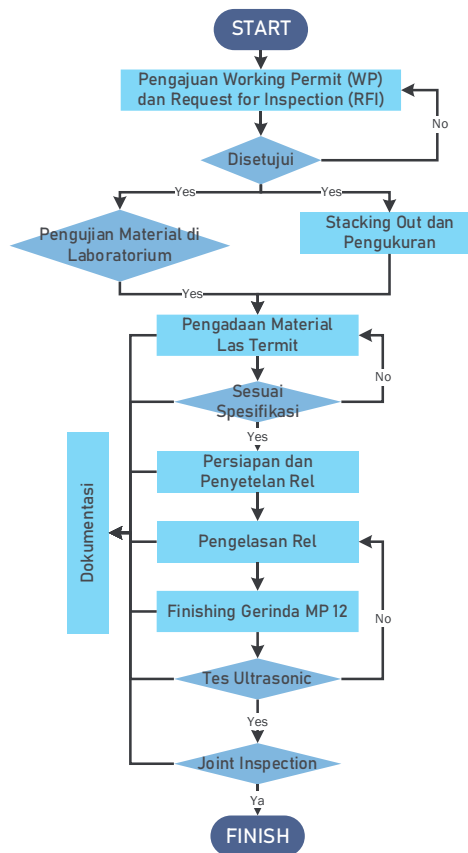 START
Pengajuan Working Permit (WP)
dan Request for Inspection (RFI)
No
Disetujui
Yes
Yes
Pengujian Material di
Laboratorium
Stacking Out dan
Pengukuran
Yes
Pengadaan Material
Las Termit
No
Sesuai
Spesifikasi
Yes
Persiapan dan
Penyetelan Rel
Dokumentasi
Pengelasan Rel
Finishing Gerinda MP 12
No
Tes Ultrasonic
Yes
Joint Inspection
Ya
FINISH